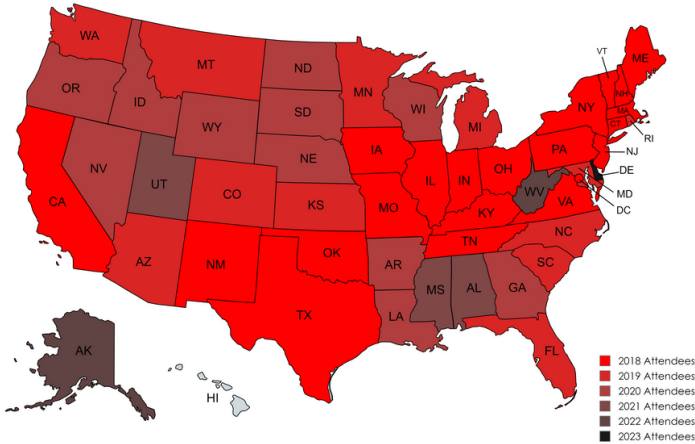 WA
MT
ND
MN
ME
VT
OR
ID
SD
WI
MI
NH
NY
MA
CT
RI
WY
NE
IA
PA
NJ
NV
UT
CO
IL
IN
OH
DE
WV
MD
VA
DC
CA
KS
MO
KY
NC
TN
AZ
NM
OK
AR
SC
MS
AL
GA
TX
LA
FL
AK
HI
2018 Attendees
2019 Attendees
2020 Attendees
2021 Attendees
2022 Attendees
2023 Attendees